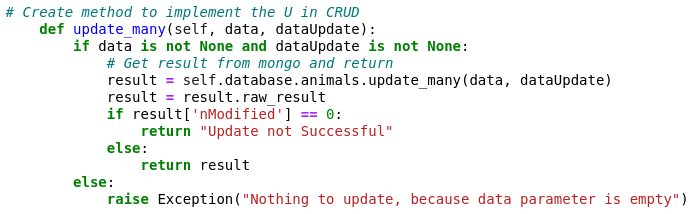 # Create method to implement the U in CRUD
    def update_many(self, data, dataUpdate):
        if data is not None and dataUpdate is not None:
            # Get result from mongo and return
            result = self.database.animals.update_many(data, dataUpdate)
            result = result.raw_result
            if result['nModified'] == 0:
                return "Update not Successful"
            else:
                return result
        else:
            raise Exception("Nothing to update, because data parameter is empty")